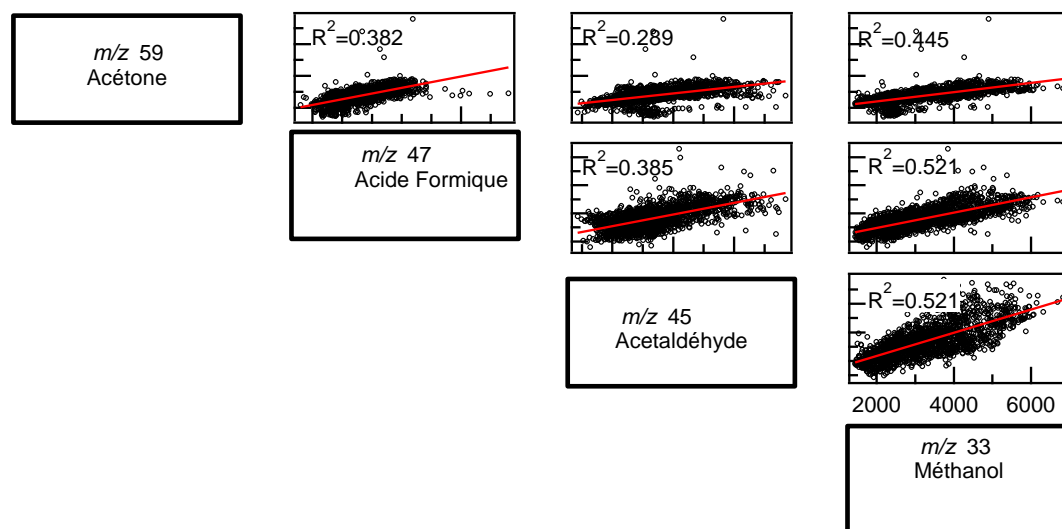 m/z 59
Acétone
R²=0.382
R²=0.289
R²=0.445
m/z 47
Acide Formique
R²=0.385
R²=0.521
m/z 45
Acetaldéhyde
R²=0.521
2000 4000 6000
m/z 33
Méthanol